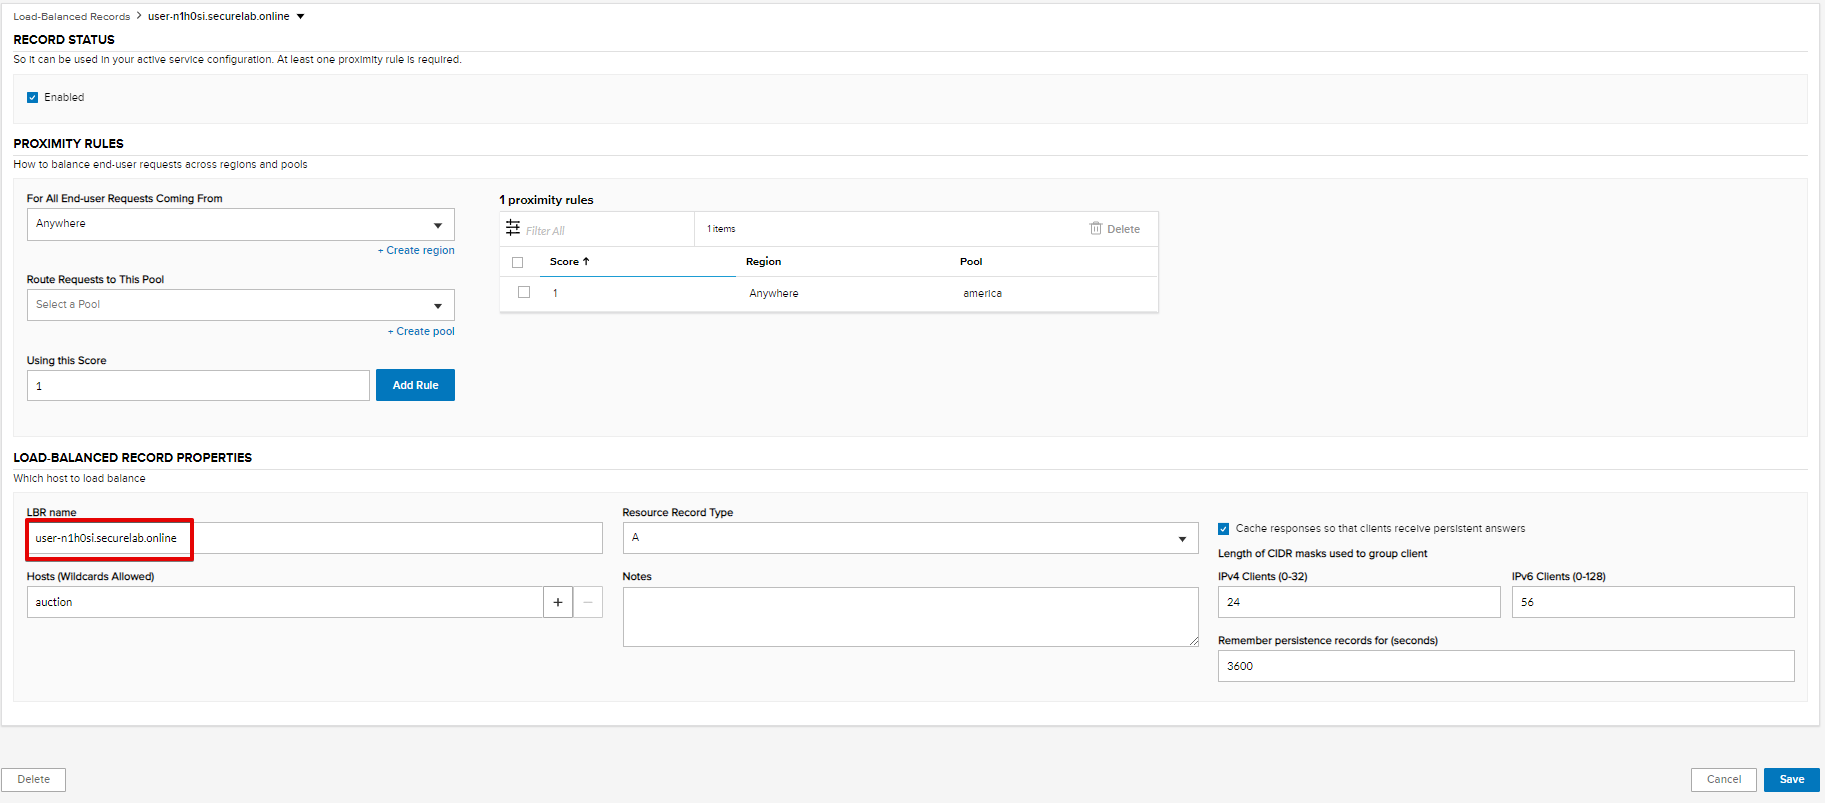 Load-Balanced Records > user-n1h0si.securelab.online
RECORD STATUS
So it can be used in your active service configuration. At least one proximity rule is required.
Enabled
PROXIMITY RULES
How to balance end-user requests across regions and pools
For All End-user Requests Coming From
Anywhere
+ Create region
Route Requests to This Pool
Select a Pool
+ Create pool
Using this Score
1
Add Rule
1 proximity rules
Filter All
1 items
Delete
Score Region Pool
1 Anywhere america
LOAD-BALANCED RECORD PROPERTIES
Which host to load balance
LBR name
user-n1h0si.securelab.online
Hosts (Wildcards Allowed)
auction
Resource Record Type
A
Notes
Cache responses so that clients receive persistent answers
Length of CIDR masks used to group client
IPv4 Clients (0-32) IPv6 Clients (0-128)
24 56
Remember persistence records for (seconds)
3600
Delete
Cancel Save